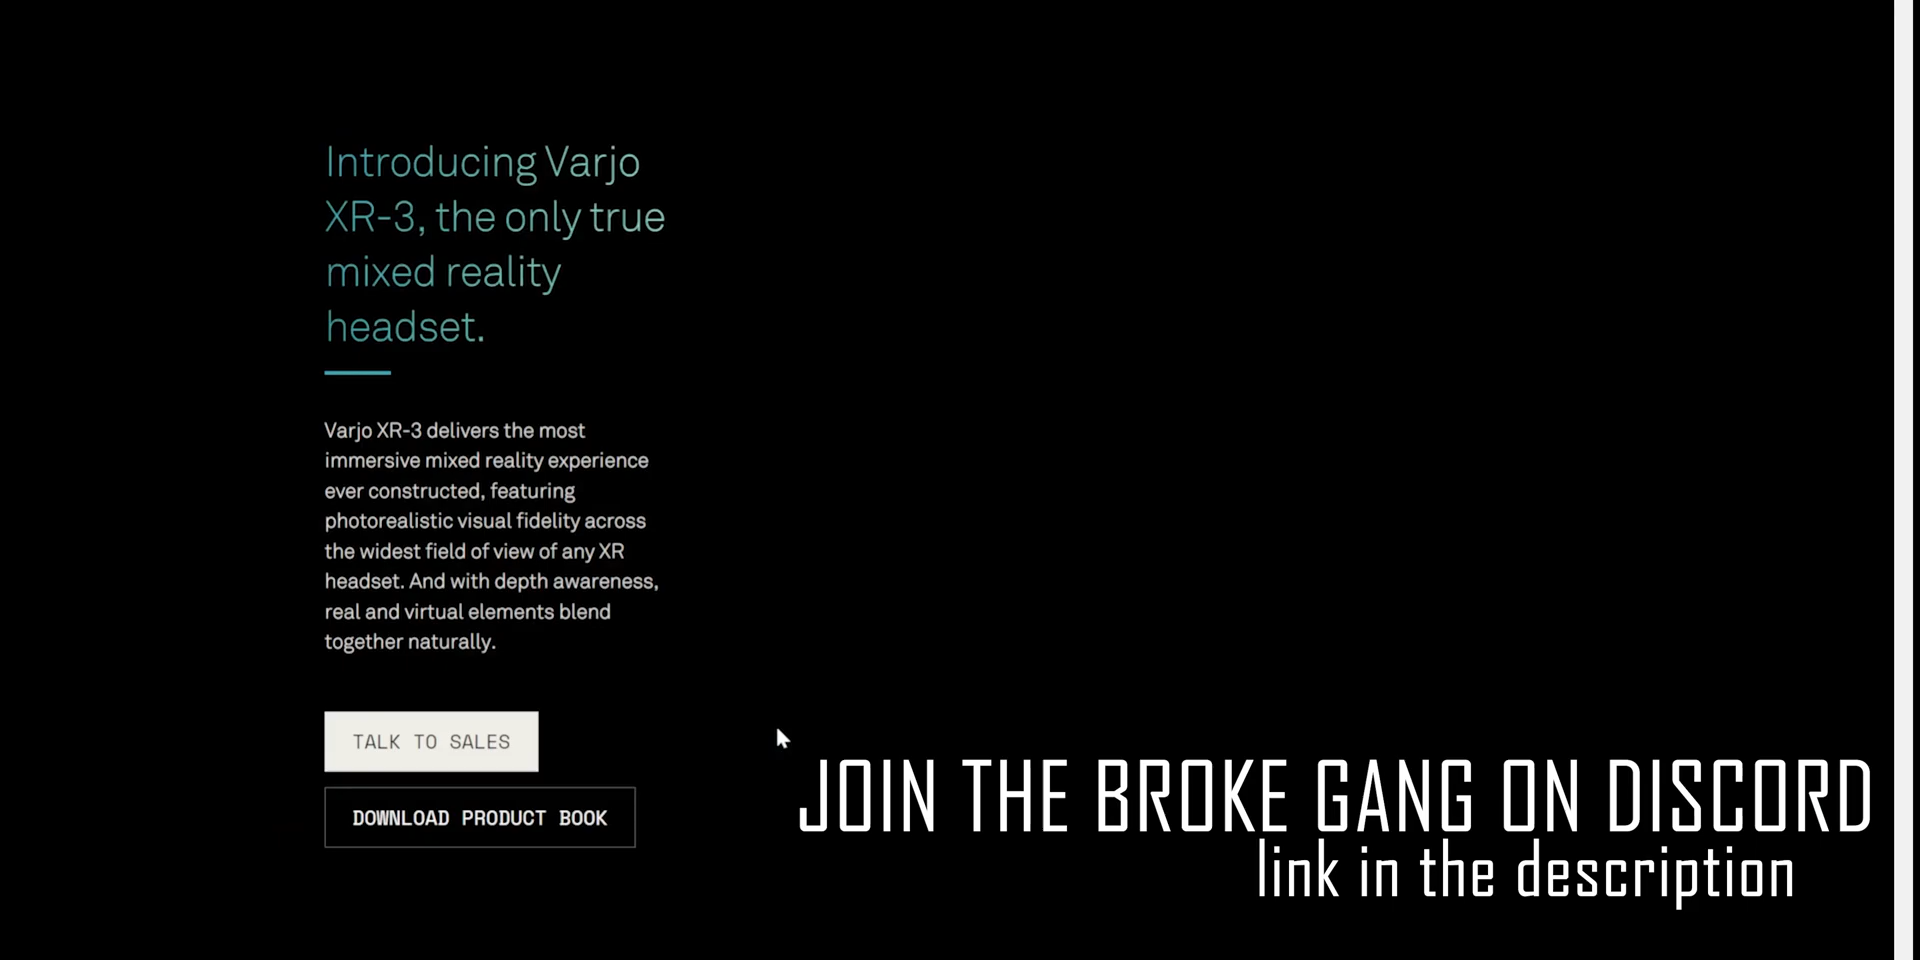 Introducing Varjo
XR-3, the only true
mixed reality
headset.
Varjo XR-3 delivers the most
immersive mixed reality experience
ever constructed, featuring
photorealistic visual fidelity across
the widest field of view of any XR
headset. And with depth awareness,
real and virtual elements blend
together naturally.
TALK TO SALES
DOWNLOAD PRODUCT BOOK
JOIN THE BROKE GANG ON DISCORD
link in the description